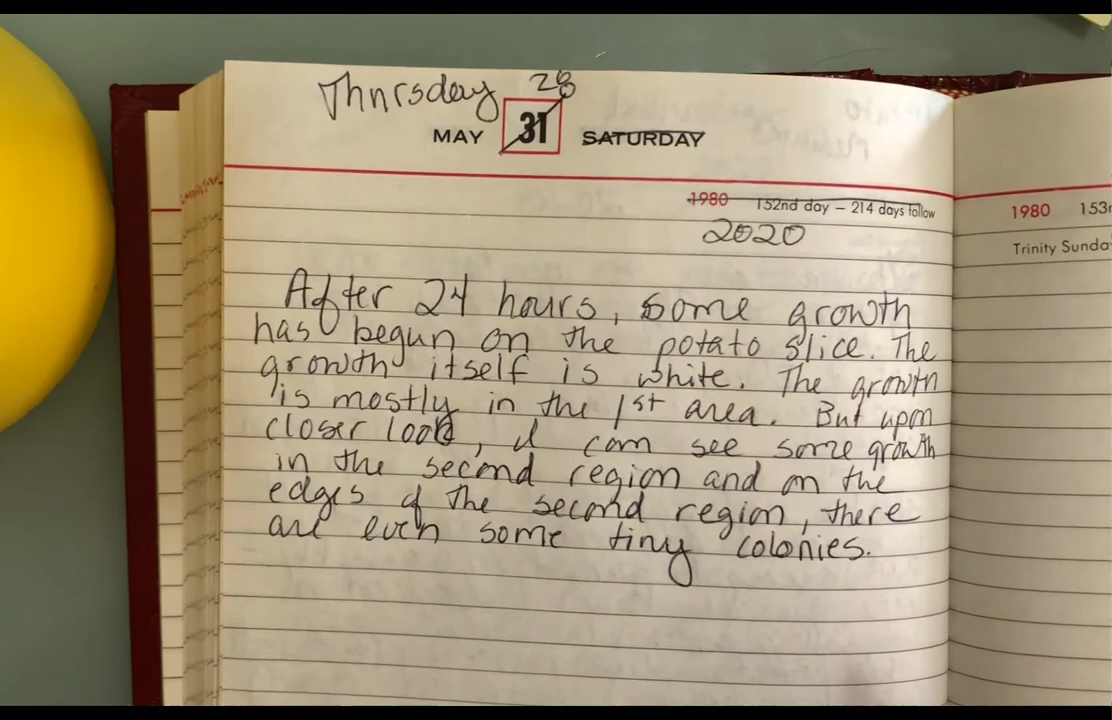 Thursday 28
MAY 31 SATURDAY
1980 152nd day – 214 days follow
2020
After 24 hours, some growth
has begun on the potato slice. The
growth itself is white. The growth
is mostly in the 1st area. But upon
closer look, I can see some growth
in the second region and on the
edges of the second region, there
are even some tiny colonies.
1980 153r
Trinity Sunda